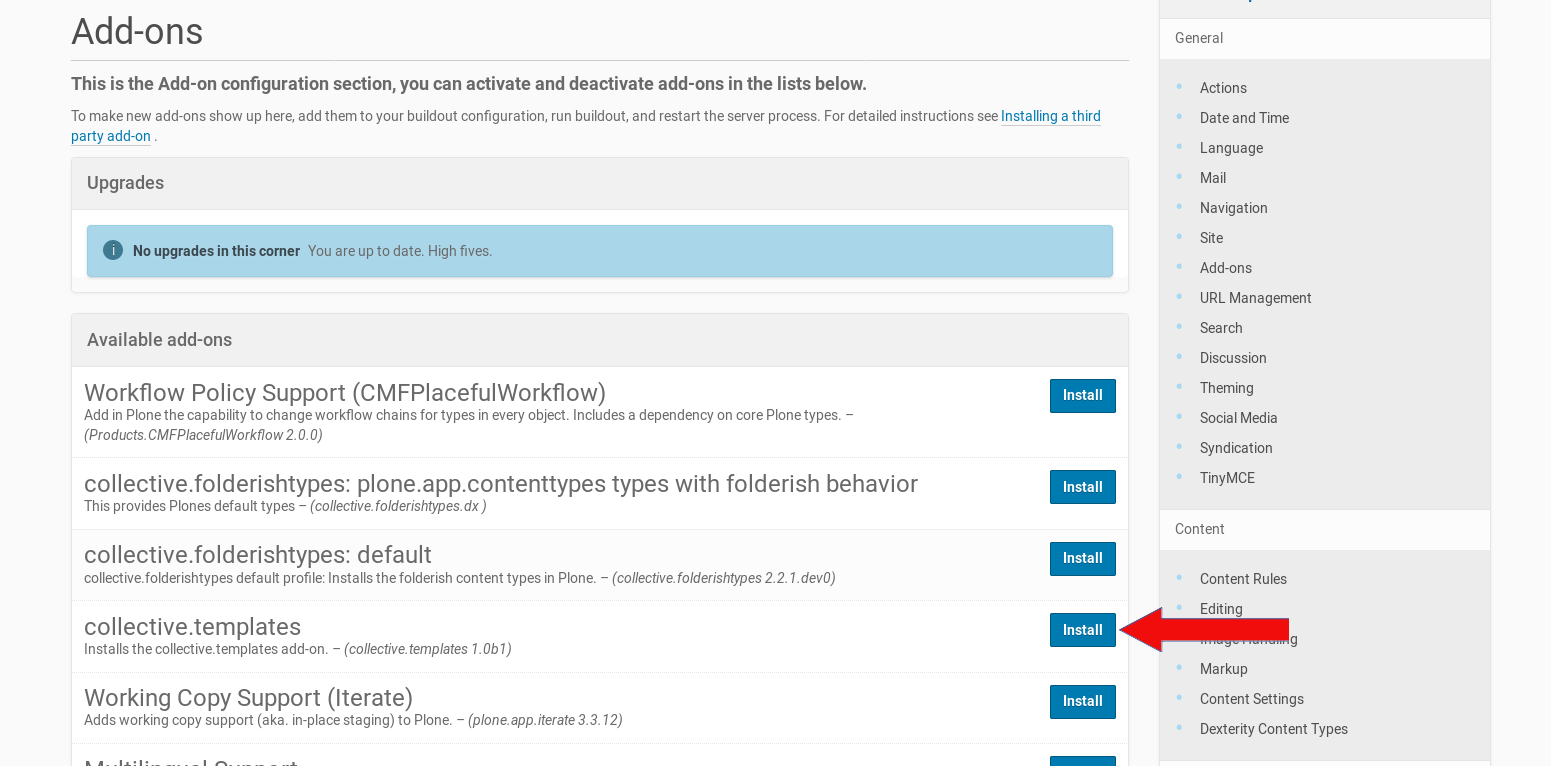 Add-ons
This is the Add-on configuration section, you can activate and deactivate add-ons in the lists below.
To make new add-ons show up here, add them to your buildout configuration, run buildout, and restart the server process. For detailed instructions see Installing a third
party add-on .
Upgrades
i No upgrades in this corner You are up to date. High fives.
Available add-ons
Workflow Policy Support (CMFPlacefulWorkflow)
Install
Add in Plone the capability to change workflow chains for types in every object. Includes a dependency on core Plone types. –
(Products.CMFPlacefulWorkflow 2.0.0)
collective.folderishtypes: plone.app.contenttypes types with folderish behavior
Install
This provides Plones default types – (collective.folderishtypes.dx )
collective.folderishtypes: default
Install
collective.folderishtypes default profile: Installs the folderish content types in Plone. – (collective.folderishtypes 2.2.1.dev0)
collective.templates
Install
Installs the collective.templates add-on. – (collective.templates 1.0b1)
Working Copy Support (Iterate)
Install
Adds working copy support (aka. in-place staging) to Plone. – (plone.app.iterate 3.3.12)
Multilingual Support
General
Actions
Date and Time
Language
Mail
Navigation
Site
Add-ons
URL Management
Search
Discussion
Theming
Social Media
Syndication
TinyMCE
Content
Content Rules
Editing
Image Handling
Markup
Content Settings
Dexterity Content Types